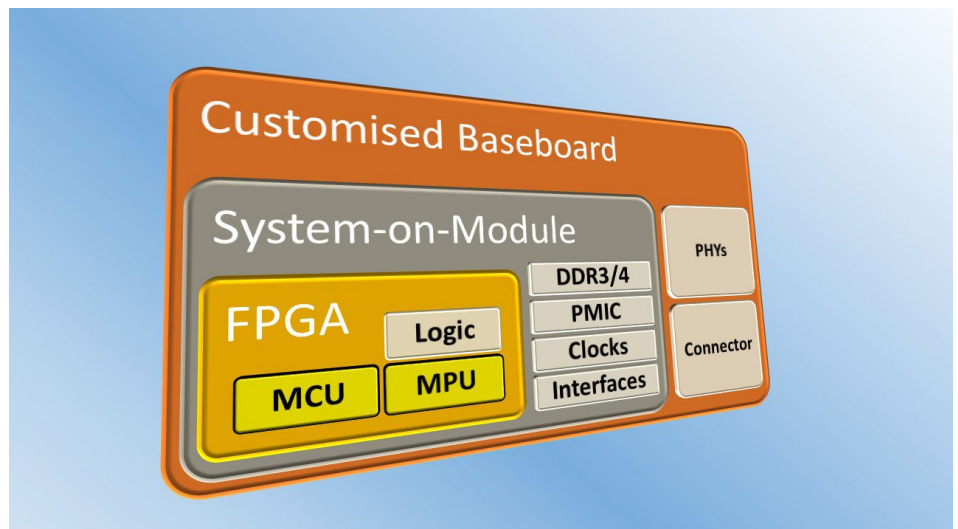 Customised Baseboard
System-on-Module
FPGA
Logic
MCU
MPU
DDR3/4
PMIC
Clocks
Interfaces
PHYs
Connector